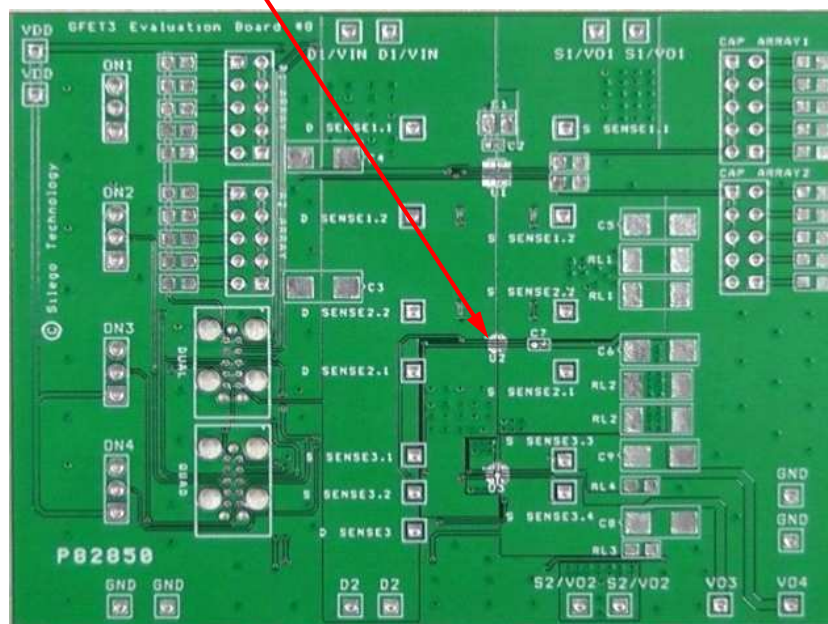 GFET3 Evaluation Board #8
VDD
D1/VIN D1/VIN
S1/VO1 S1/VO1
CAP ARRAY1
ON1
VDD
D SENSE1.1
S SENSE1.1
C2
C4
U1
CAP ARRAY2
ON2
D SENSE1.2
S SENSE1.2
C5
RL1
C3
S SENSE2.2
RL1
D SENSE2.2
© Silego Technology
ON3
DUAL
C7
U2
C6
D SENSE2.1
S SENSE2.1
RL2
RL2
ON4
QUAD
S SENSE3.1
S SENSE3.3
C9
U3
RL4
GND
S SENSE3.2
S SENSE3.4
C8
D SENSE3
GND
RL3
P82850
GND GND
D2 D2
S2/VO2 S2/VO2
VO3
VO4